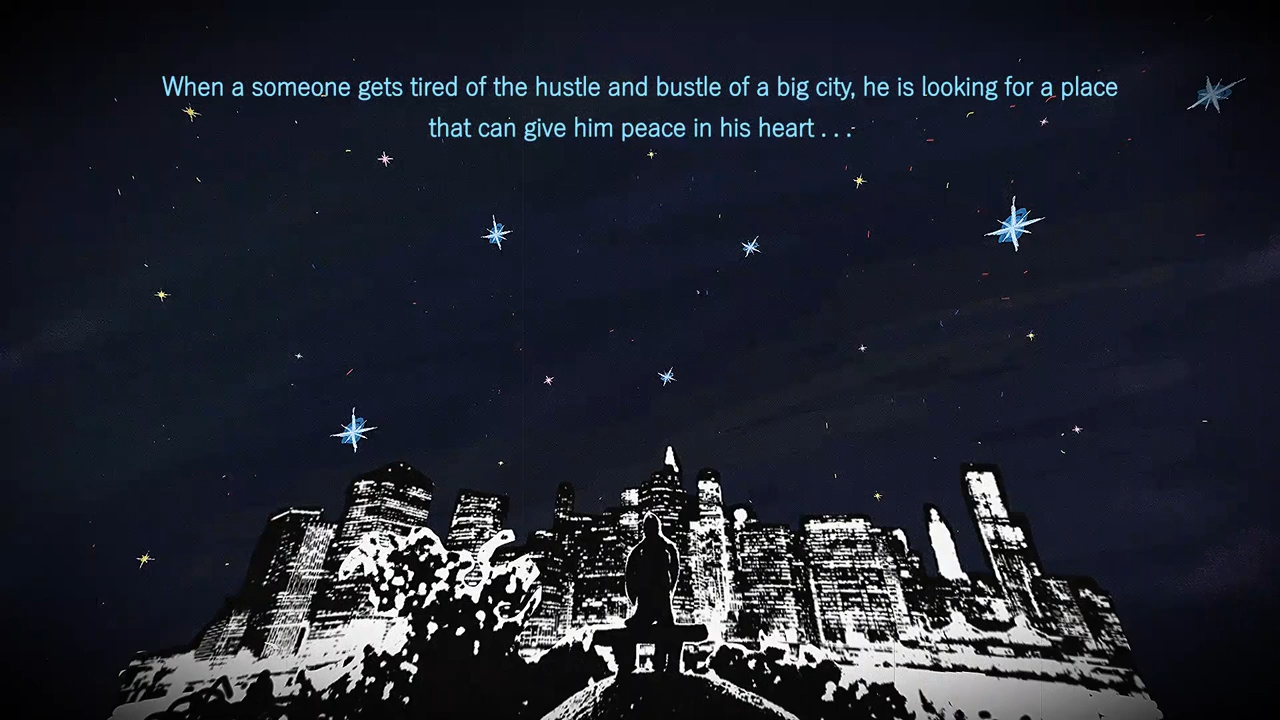 When a someone gets tired of the hustle and bustle of a big city, he is looking for a place
that can give him peace in his heart . . .